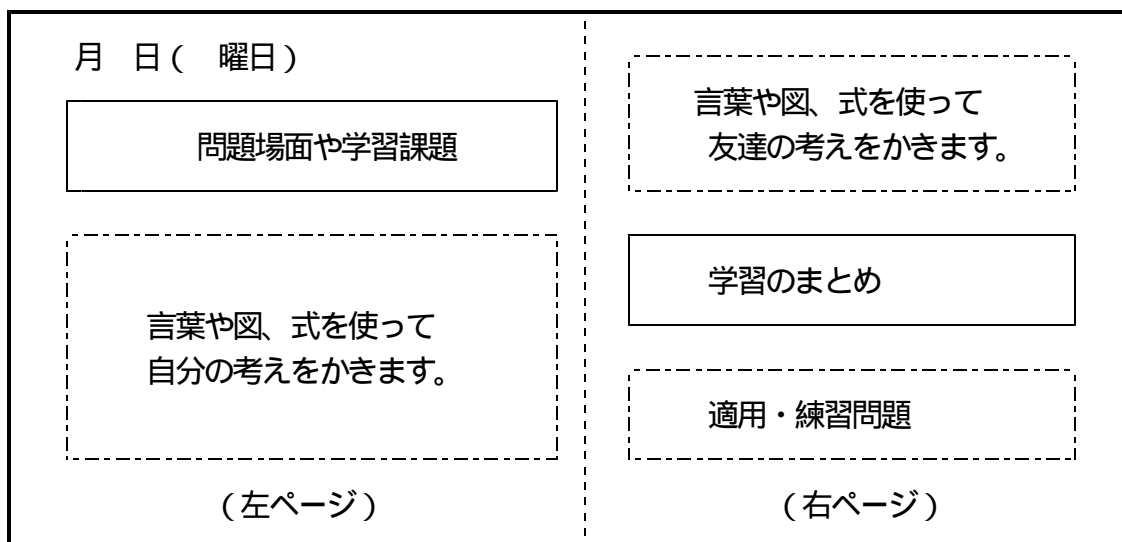 月 日( 曜日)
問題場面や学習課題
言葉や図、式を使って
自分の考えをかきます。
(左ページ)
言葉や図、式を使って
友達の考えをかきます。
学習のまとめ
適用・練習問題
(右ページ)